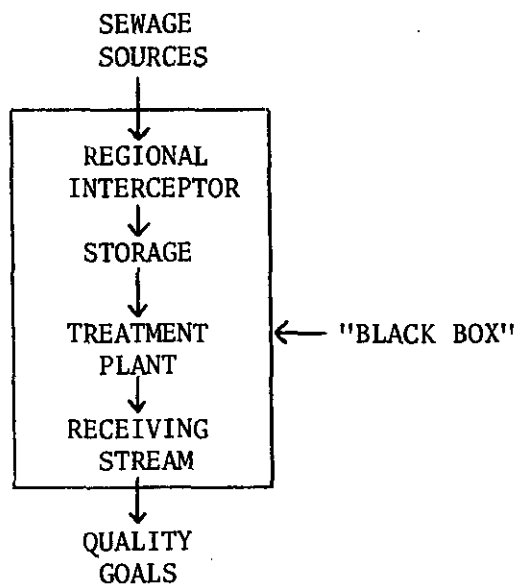 SEWAGE
SOURCES
REGIONAL
INTERCEPTOR
STORAGE
TREATMENT
PLANT
"BLACK BOX"
RECEIVING
STREAM
QUALITY
GOALS